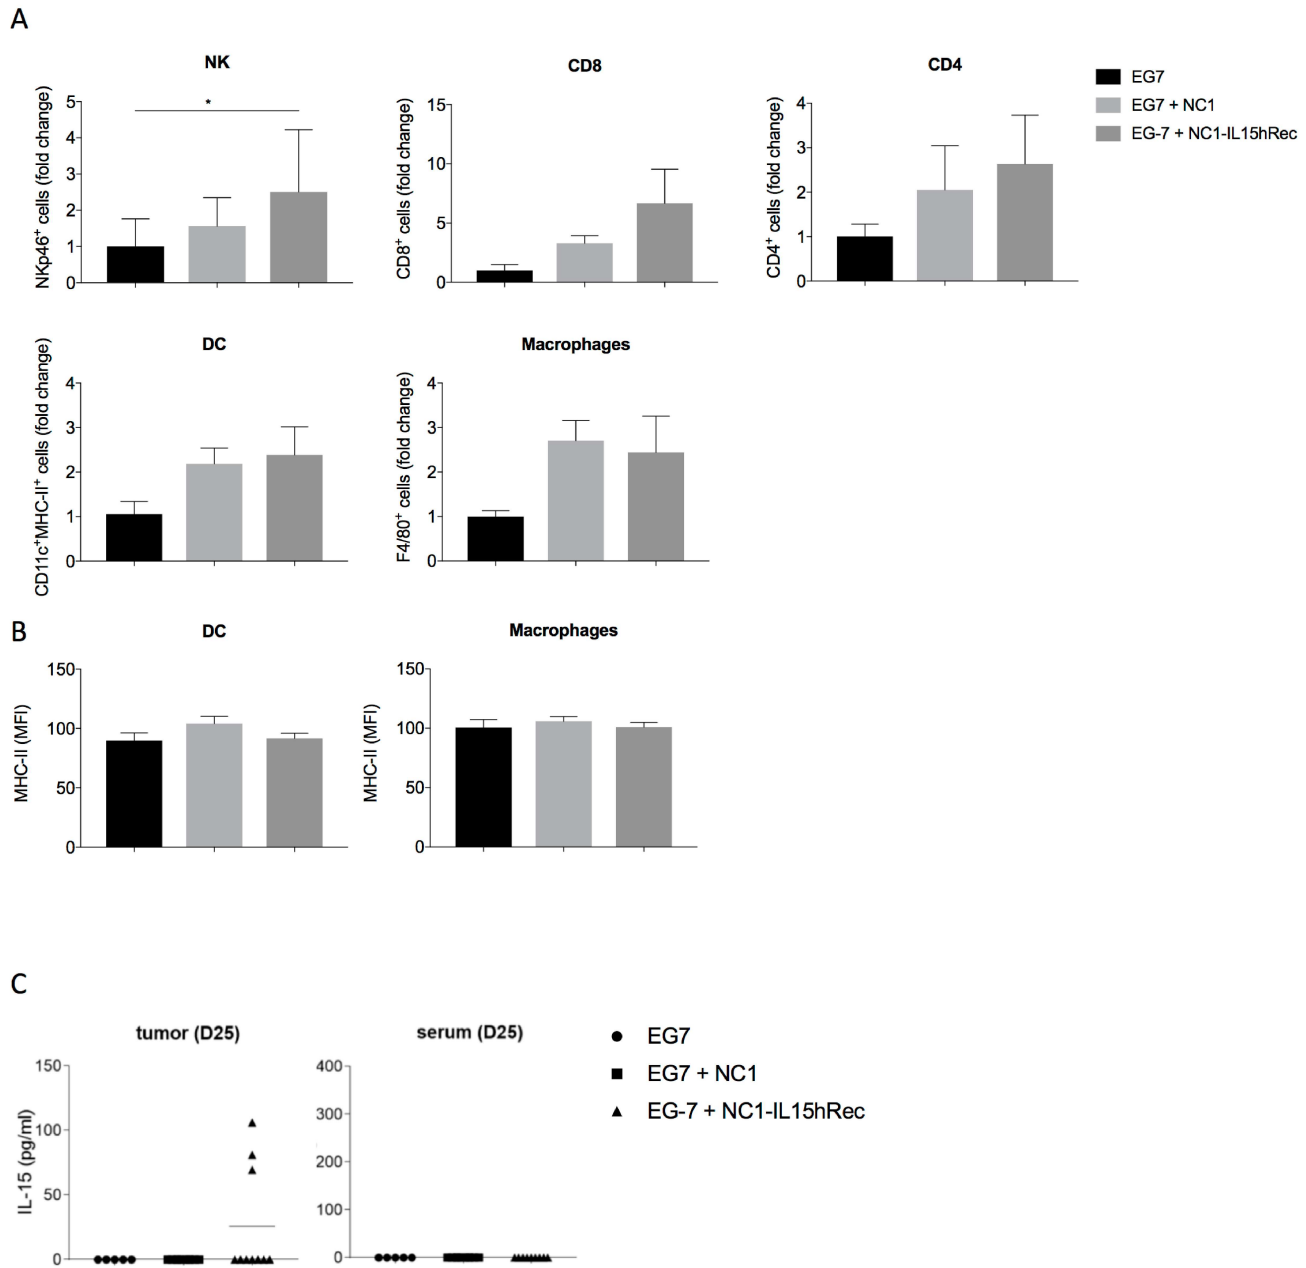 A
NK
NKp46+ cells (fold change)
5
4
3
2
1
0
*
CD8
CD8+ cells (fold change)
15
10
5
0
CD4
CD4+ cells (fold change)
4
3
2
1
0
EG7
EG7 + NC1
EG-7 + NC1-IL15hRec
DC
CD11c+MHC-II+ cells (fold change)
4
3
2
1
0
Macrophages
F4/80+ cells (fold change)
4
3
2
1
0
B
DC
MHC-II (MFI)
150
100
50
0
Macrophages
MHC-II (MFI)
150
100
50
0
C
tumor (D25)
IL-15 (pg/ml)
150
100
50
0
serum (D25)
400
300
200
100
0
EG7
EG7 + NC1
EG-7 + NC1-IL15hRec